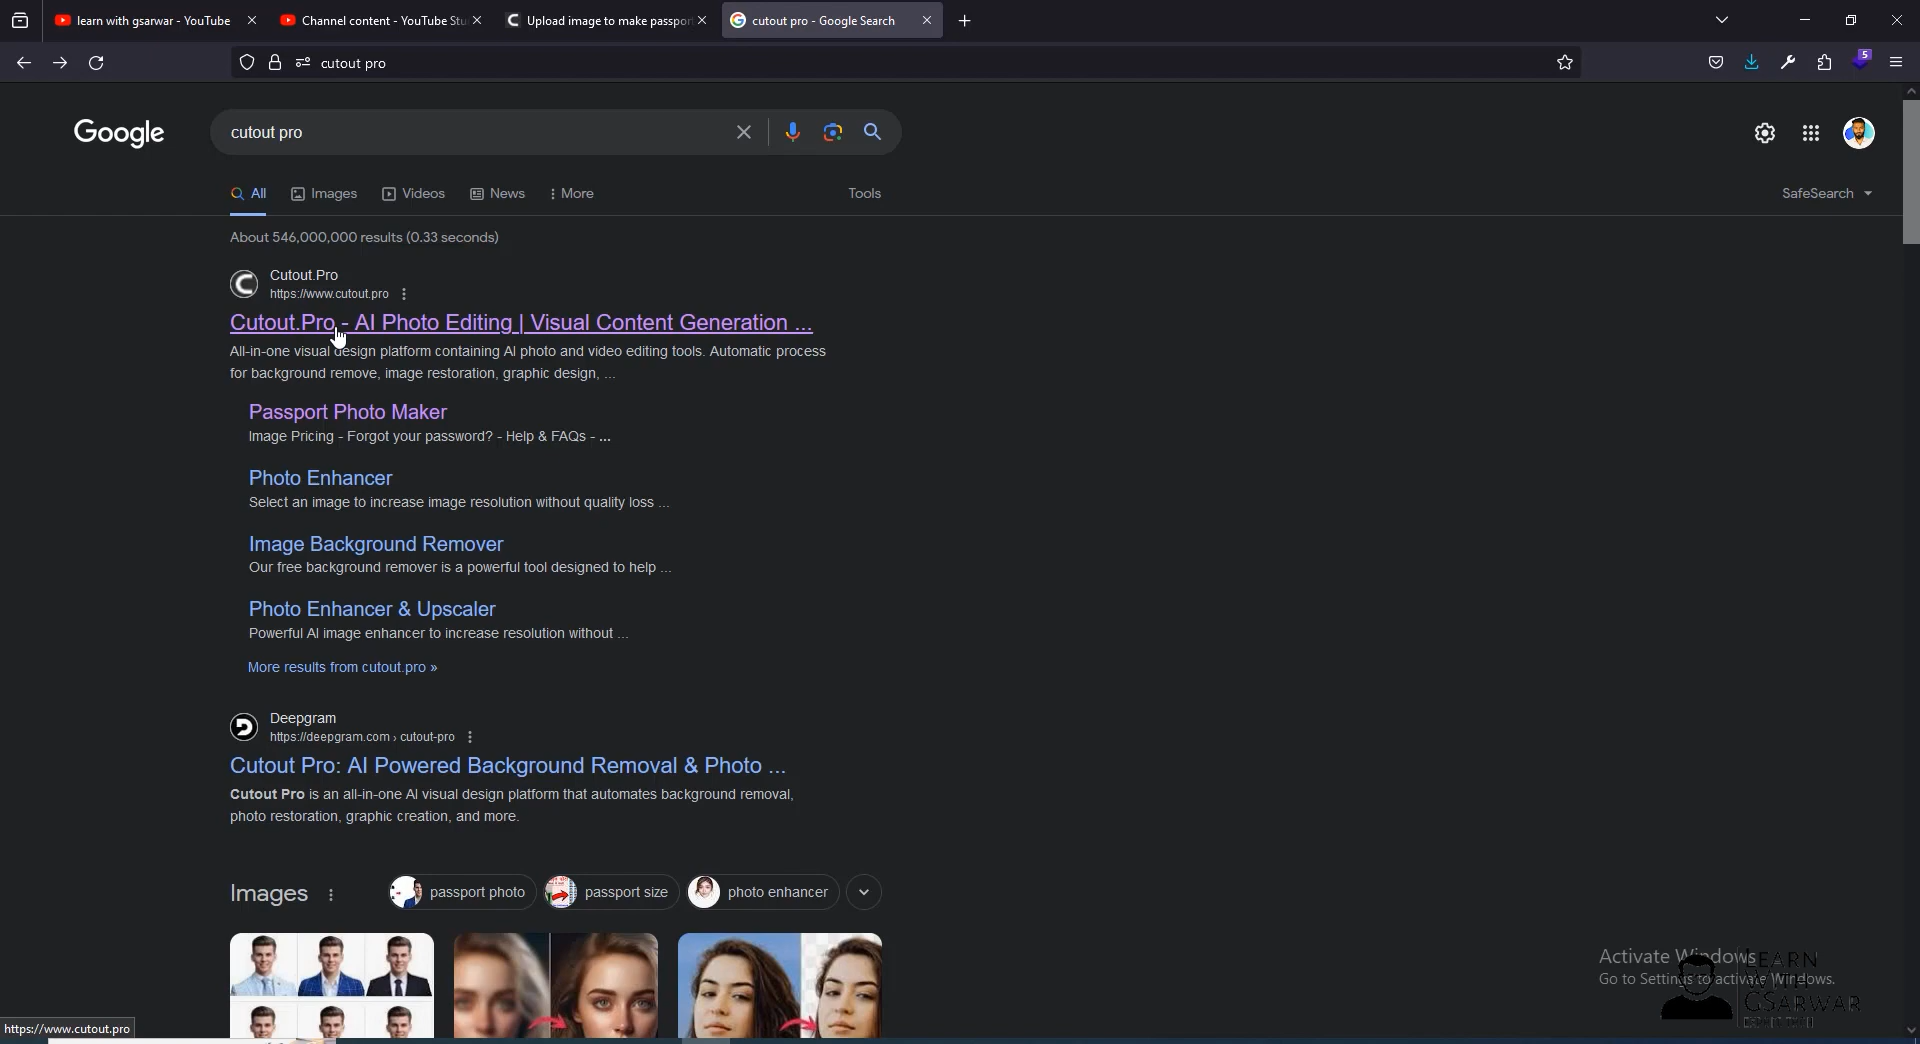 learn with gsarwar - YouTube
Channel content - YouTube Stu
Upload image to make passpor
cutout pro - Google Search
cutout pro
5
Google
cutout pro
All
Images
Videos
News
More
Tools
SafeSearch
About 546,000,000 results (0.33 seconds)
Cutout.Pro
https://www.cutout.pro
Cutout.Pro - AI Photo Editing | Visual Content Generation ...
All-in-one visual design platform containing AI photo and video editing tools. Automatic process
for background remove, image restoration, graphic design, ...
Passport Photo Maker
Image Pricing - Forgot your password? - Help & FAQs - ...
Photo Enhancer
Select an image to increase image resolution without quality loss ...
Image Background Remover
Our free background remover is a powerful tool designed to help ...
Photo Enhancer & Upscaler
Powerful AI image enhancer to increase resolution without ...
More results from cutout.pro »
Deepgram
https://deepgram.com › cutout-pro
Cutout Pro: AI Powered Background Removal & Photo ...
Cutout Pro is an all-in-one AI visual design platform that automates background removal,
photo restoration, graphic creation, and more.
Images
passport photo
passport size
photo enhancer
Activate Windows
Go to Settings to activate Windows.
LEARN
WITH
GSARWAR
https://www.cutout.pro